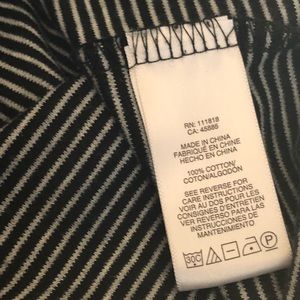 RN: 111818
CA: 45885
MADE IN CHINA
FABRIQUÉ EN CHINE
HECHO EN CHINA
100% COTTON/
COTON/ALGODÓN
SEE REVERSE FOR
CARE INSTRUCTIONS
VOIR AU DOS POUR LES
CONSIGNES D'ENTRETIEN
VER REVERSO PARA LAS
INSTRUCCIONES DE
MANTENIMIENTO
30C
P